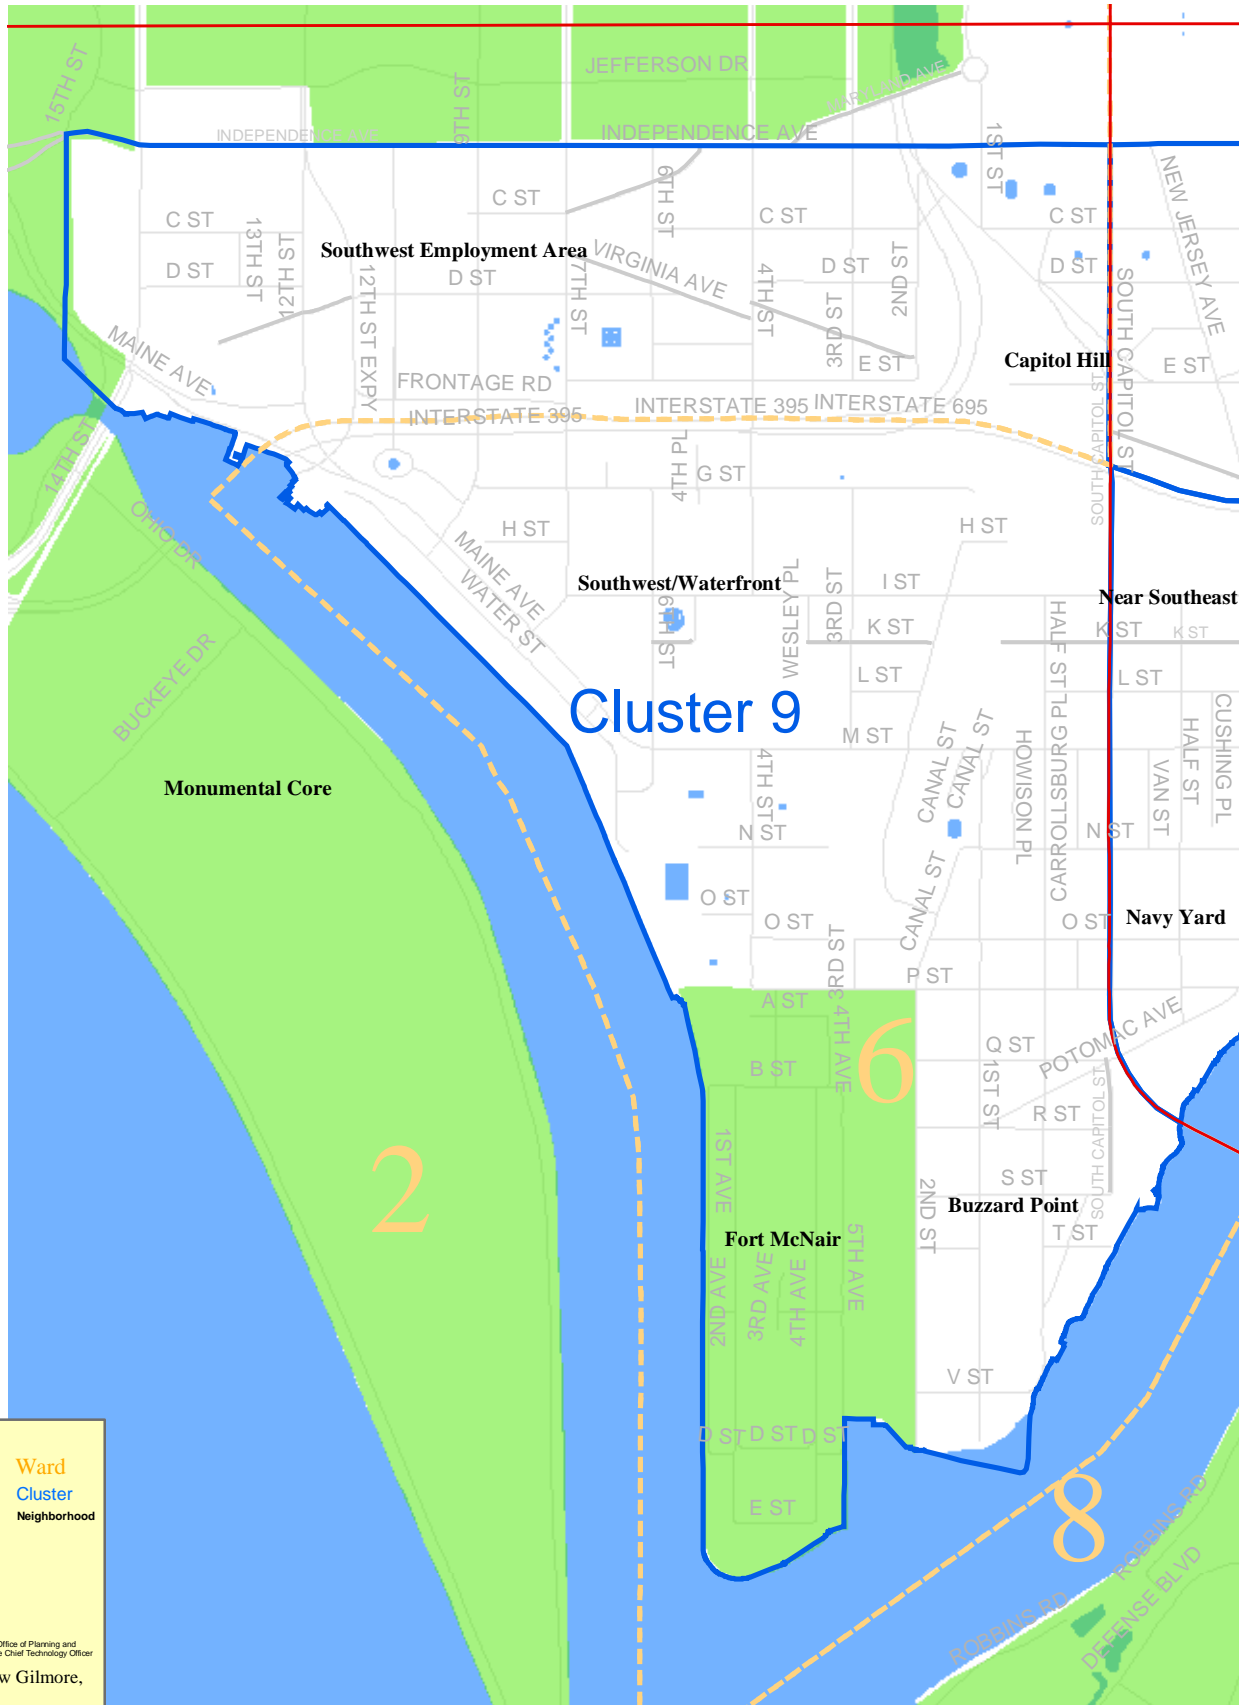 JEFFERSON DR
15TH ST
9TH ST
MARYLAND AVE
INDEPENDENCE AVE
INDEPENDENCE AVE
1ST ST
NEW JERSEY AVE
C ST
C ST
C ST
C ST
6TH ST
13TH ST
12TH ST
Southwest Employment Area
VIRGINIA AVE
D ST
D ST
D ST
D ST
12TH ST EXPY
7TH ST
4TH ST
3RD ST
2ND ST
SOUTH CAPITOL ST
MAINE AVE
Capitol Hill
E ST
E ST
FRONTAGE RD
INTERSTATE 395
INTERSTATE 395
INTERSTATE 695
SOUTH CAPITOL ST
14TH ST
4TH PL
G ST
OHIO DR
H ST
H ST
MAINE AVE
WATER ST
Southwest/Waterfront
WESLEY PL
3RD ST
I ST
Near Southeast
6TH ST
K ST
K ST
K ST
BUCKEYE DR
L ST
L ST
HALF ST
CARROLLSBURG PL
Cluster 9
M ST
CANAL ST
CANAL ST
HOWISON PL
VAN ST
HALF ST
CUSHING PL
Monumental Core
4TH ST
N ST
N ST
CANAL ST
O ST
O ST
O ST
Navy Yard
3RD ST
P ST
A ST
4TH AVE
6
Q ST
POTOMAC AVE
B ST
1ST ST
R ST
SOUTH CAPITOL ST
1ST AVE
2
S ST
2ND ST
Buzzard Point
T ST
Fort McNair
5TH AVE
2ND AVE
3RD AVE
4TH AVE
V ST
D ST
D ST
D ST
E ST
8
ROBBINS RD
ROBBINS RD
DEFENSE BLVD
Ward
Cluster
Neighborhood
Office of Planning and
Chief Technology Officer
Gilmore,